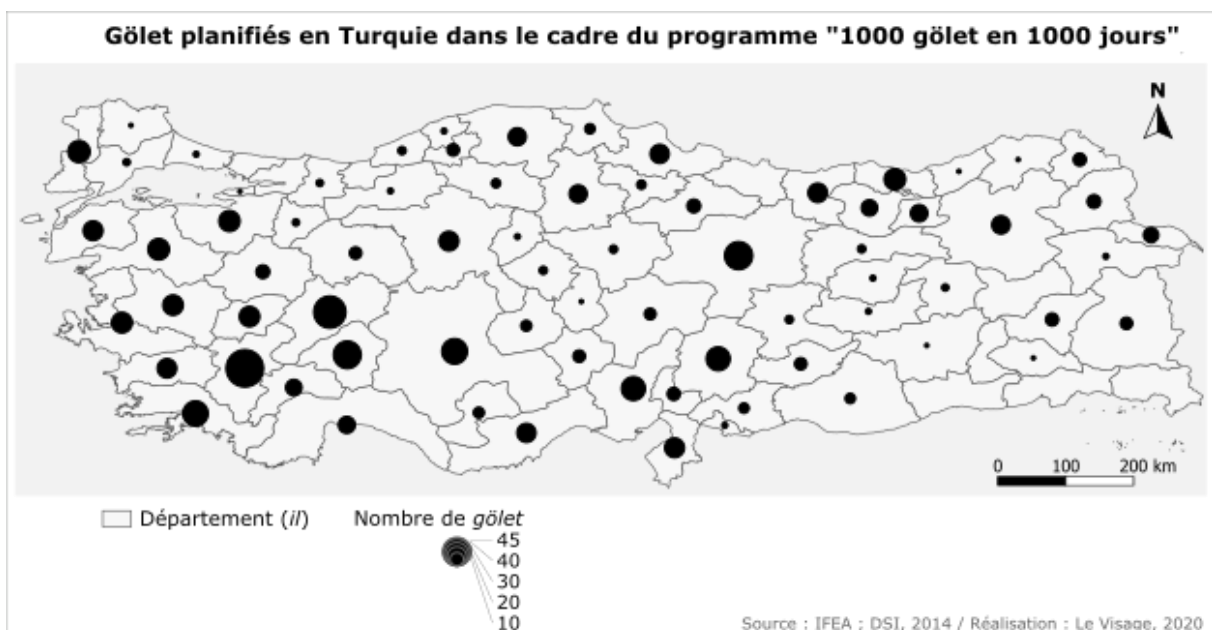 Gölet planifiés en Turquie dans le cadre du programme "1000 gölet en 1000 jours"
N
0 100 200 km
Département (il) Nombre de gölet
45
40
30
20
10
Source : IFEA ; DSI, 2014 / Réalisation : Le Visage, 2020